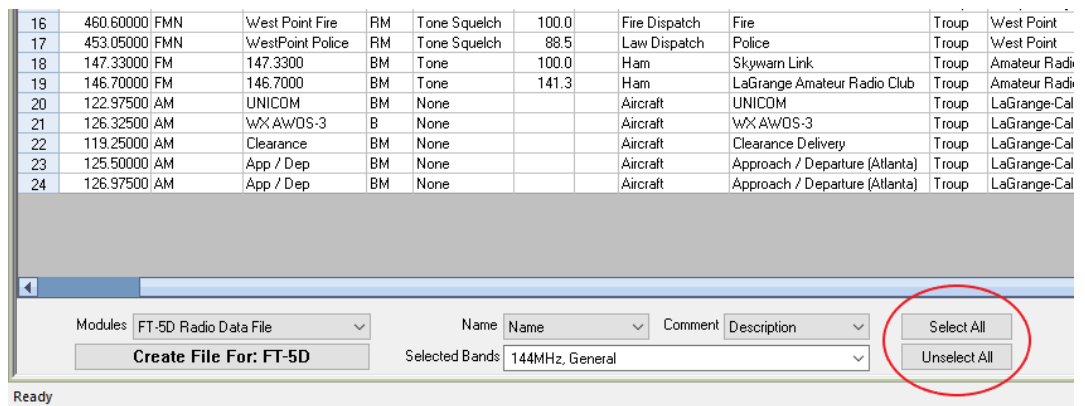 16 460.60000 FMN West Point Fire RM Tone Squelch 100.0 Fire Dispatch Fire Troup West Point
17 453.05000 FMN WestPoint Police RM Tone Squelch 88.5 Law Dispatch Police Troup West Point
18 147.33000 FM 147.3300 BM Tone 100.0 Ham Skywarn Link Troup Amateur Radi
19 146.70000 FM 146.7000 BM Tone 141.3 Ham LaGrange Amateur Radio Club Troup Amateur Radi
20 122.97500 AM UNICOM BM None Aircraft UNICOM Troup LaGrange-Cal
21 126.32500 AM WX AWOS-3 B None Aircraft WX AWOS-3 Troup LaGrange-Cal
22 119.25000 AM Clearance BM None Aircraft Clearance Delivery Troup LaGrange-Cal
23 125.50000 AM App / Dep BM None Aircraft Approach / Departure (Atlanta) Troup LaGrange-Cal
24 126.97500 AM App / Dep BM None Aircraft Approach / Departure (Atlanta) Troup LaGrange-Cal
Modules FT-5D Radio Data File Name Name Comment Description Select All
Create File For: FT-5D Selected Bands 144MHz, General Unselect All
Ready